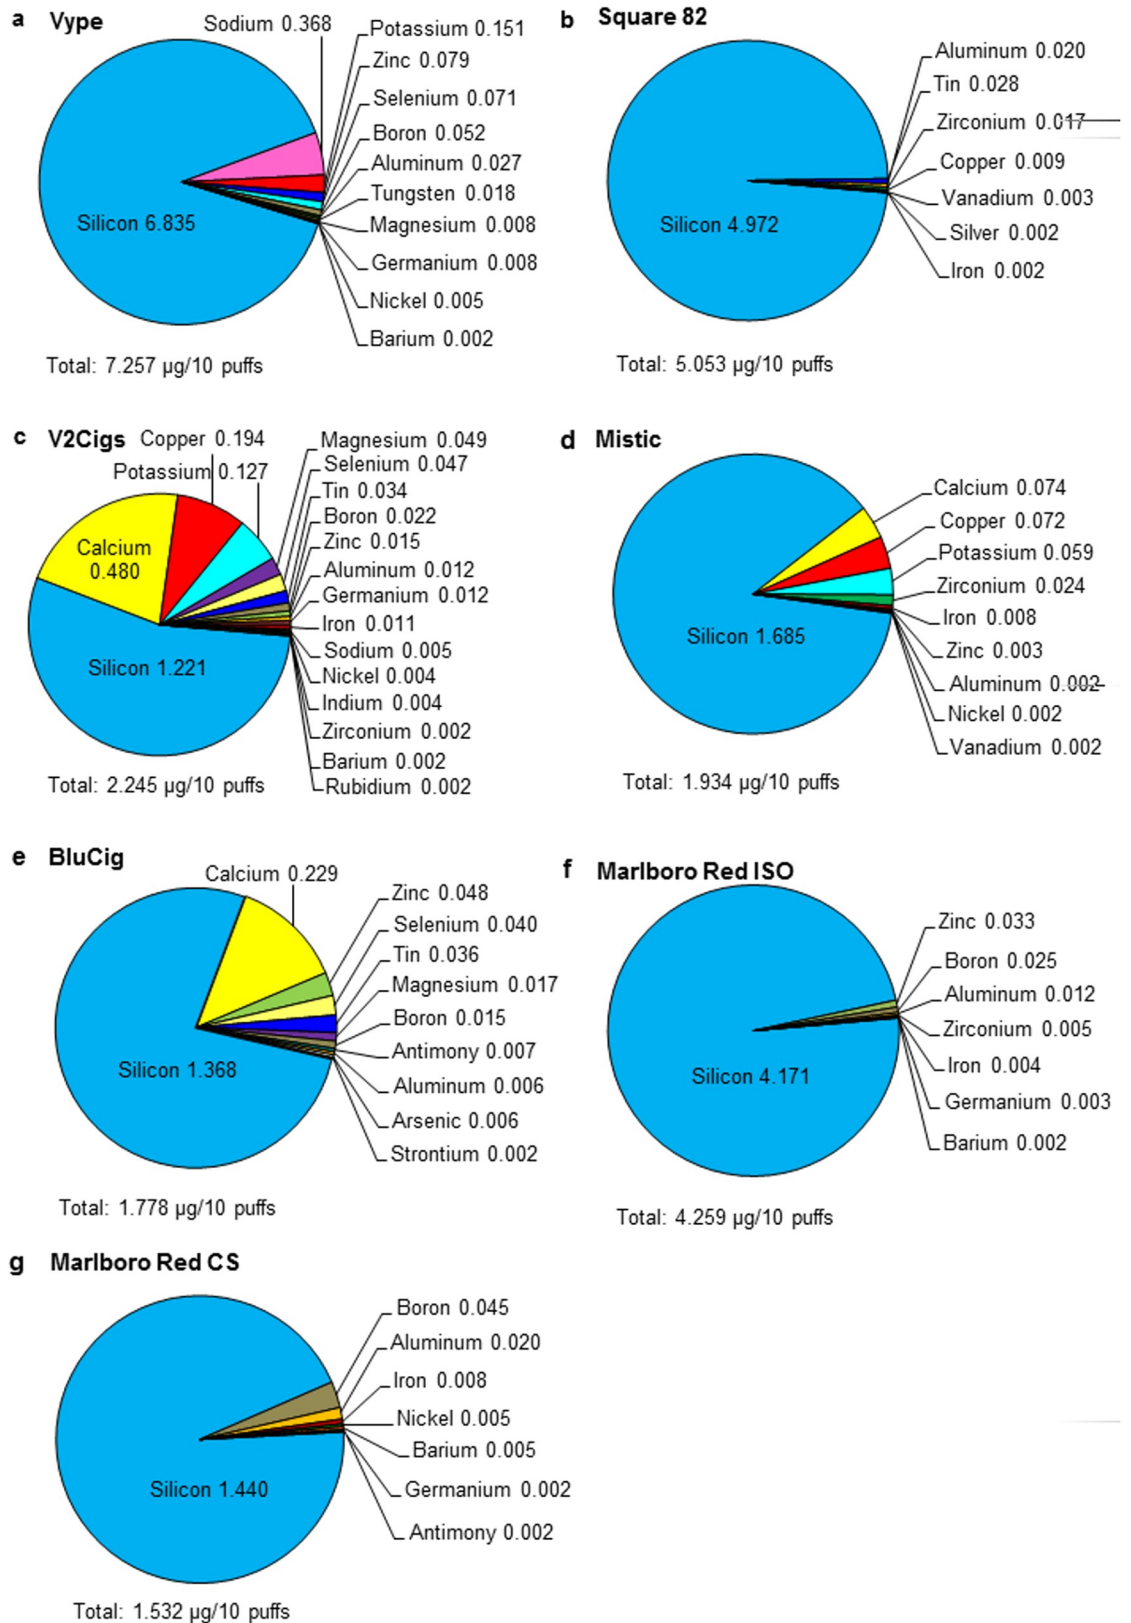 a Vype
Sodium 0.368
Potassium 0.151
Zinc 0.079
Selenium 0.071
Boron 0.052
Aluminum 0.027
Tungsten 0.018
Magnesium 0.008
Germanium 0.008
Nickel 0.005
Barium 0.002
Silicon 6.835
Total: 7.257 µg/10 puffs
b Square 82
Aluminum 0.020
Tin 0.028
Zirconium 0.017
Copper 0.009
Vanadium 0.003
Silver 0.002
Iron 0.002
Silicon 4.972
Total: 5.053 µg/10 puffs
c V2Cigs
Copper 0.194
Potassium 0.127
Magnesium 0.049
Selenium 0.047
Tin 0.034
Boron 0.022
Zinc 0.015
Aluminum 0.012
Germanium 0.012
Iron 0.011
Sodium 0.005
Nickel 0.004
Indium 0.004
Zirconium 0.002
Barium 0.002
Rubidium 0.002
Calcium
0.480
Silicon 1.221
Total: 2.245 µg/10 puffs
d Mistic
Calcium 0.074
Copper 0.072
Potassium 0.059
Zirconium 0.024
Iron 0.008
Zinc 0.003
Aluminum 0.002
Nickel 0.002
Vanadium 0.002
Silicon 1.685
Total: 1.934 µg/10 puffs
e BluCig
Calcium 0.229
Zinc 0.048
Selenium 0.040
Tin 0.036
Magnesium 0.017
Boron 0.015
Antimony 0.007
Aluminum 0.006
Arsenic 0.006
Strontium 0.002
Silicon 1.368
Total: 1.778 µg/10 puffs
f Marlboro Red ISO
Zinc 0.033
Boron 0.025
Aluminum 0.012
Zirconium 0.005
Iron 0.004
Germanium 0.003
Barium 0.002
Silicon 4.171
Total: 4.259 µg/10 puffs
g Marlboro Red CS
Boron 0.045
Aluminum 0.020
Iron 0.008
Nickel 0.005
Barium 0.005
Germanium 0.002
Antimony 0.002
Silicon 1.440
Total: 1.532 µg/10 puffs